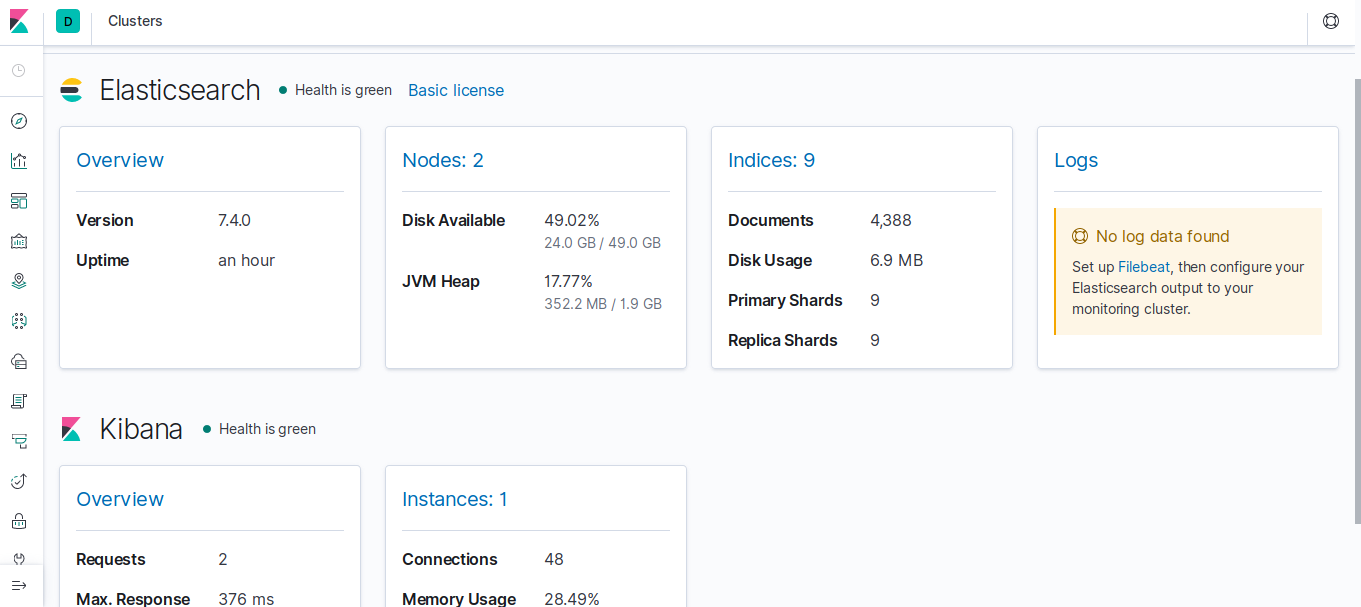 D Clusters
Elasticsearch Health is green Basic license
Overview
Version 7.4.0
Uptime an hour
Nodes: 2
Disk Available 49.02%
24.0 GB / 49.0 GB
JVM Heap 17.77%
352.2 MB / 1.9 GB
Indices: 9
Documents 4,388
Disk Usage 6.9 MB
Primary Shards 9
Replica Shards 9
Logs
No log data found
Set up Filebeat, then configure your
Elasticsearch output to your
monitoring cluster.
Kibana Health is green
Overview
Requests 2
Max. Response 376 ms
Instances: 1
Connections 48
Memory Usage 28.49%